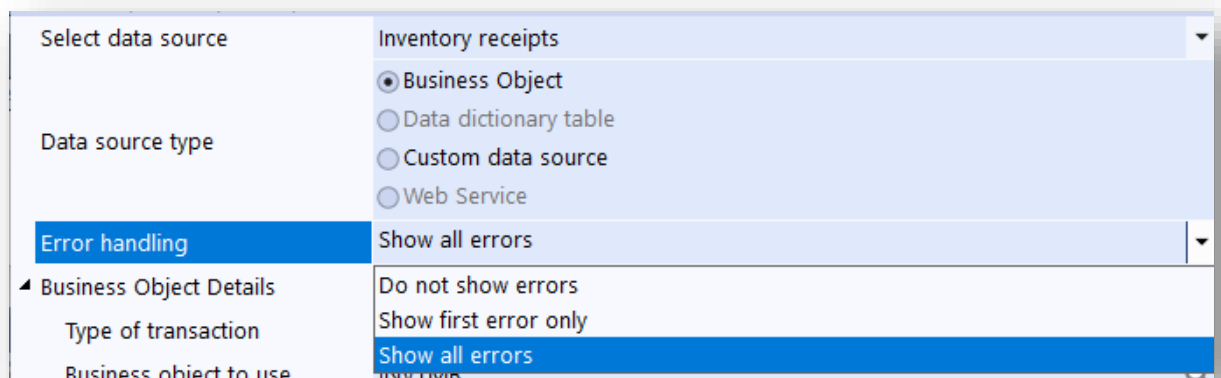 Select data source Inventory receipts
Business Object
Data dictionary table
Data source type
Custom data source
Web Service
Error handling Show all errors
Business Object Details Do not show errors
Type of transaction Show first error only
Show all errors
Business object to use